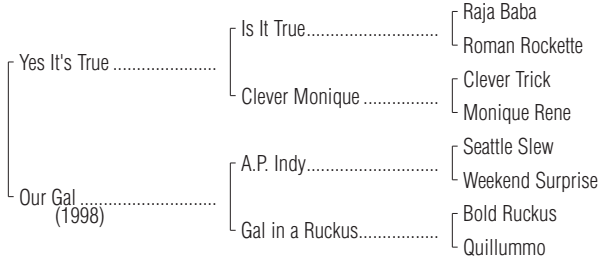 Raja Baba
Is It True
Roman Rockette
Yes It's True
Clever Trick
Clever Monique
Monique Rene
Seattle Slew
A.P. Indy
Weekend Surprise
Our Gal
(1998)
Bold Ruckus
Gal in a Ruckus
Quillummo